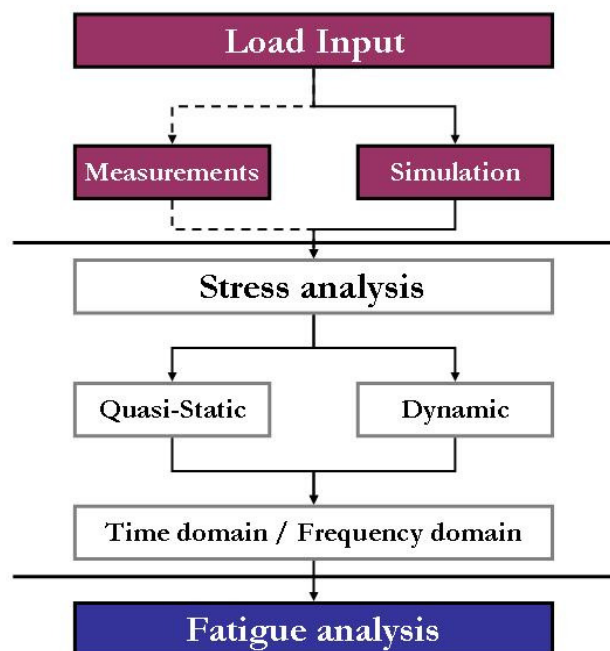 Load Input
Measurements
Simulation
Stress analysis
Quasi-Static
Dynamic
Time domain / Frequency domain
Fatigue analysis